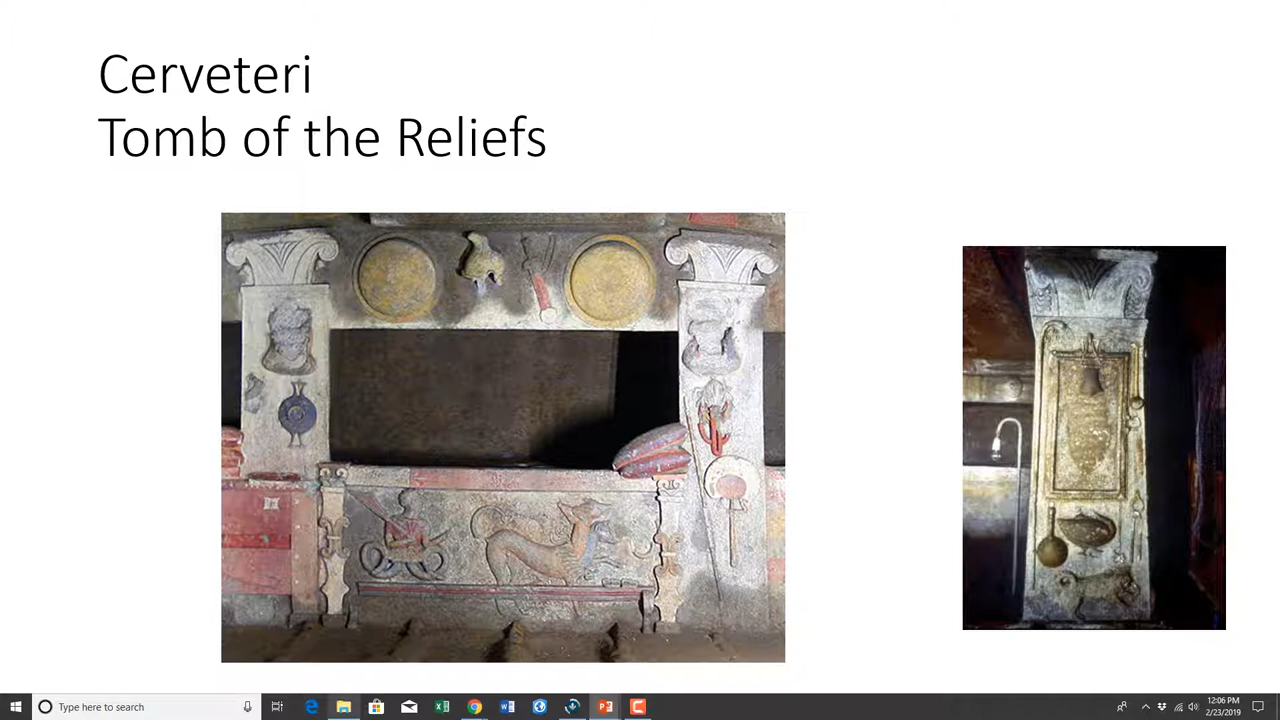 Cerveteri
Tomb of the Reliefs
Type here to search
12:06 PM
2/23/2019